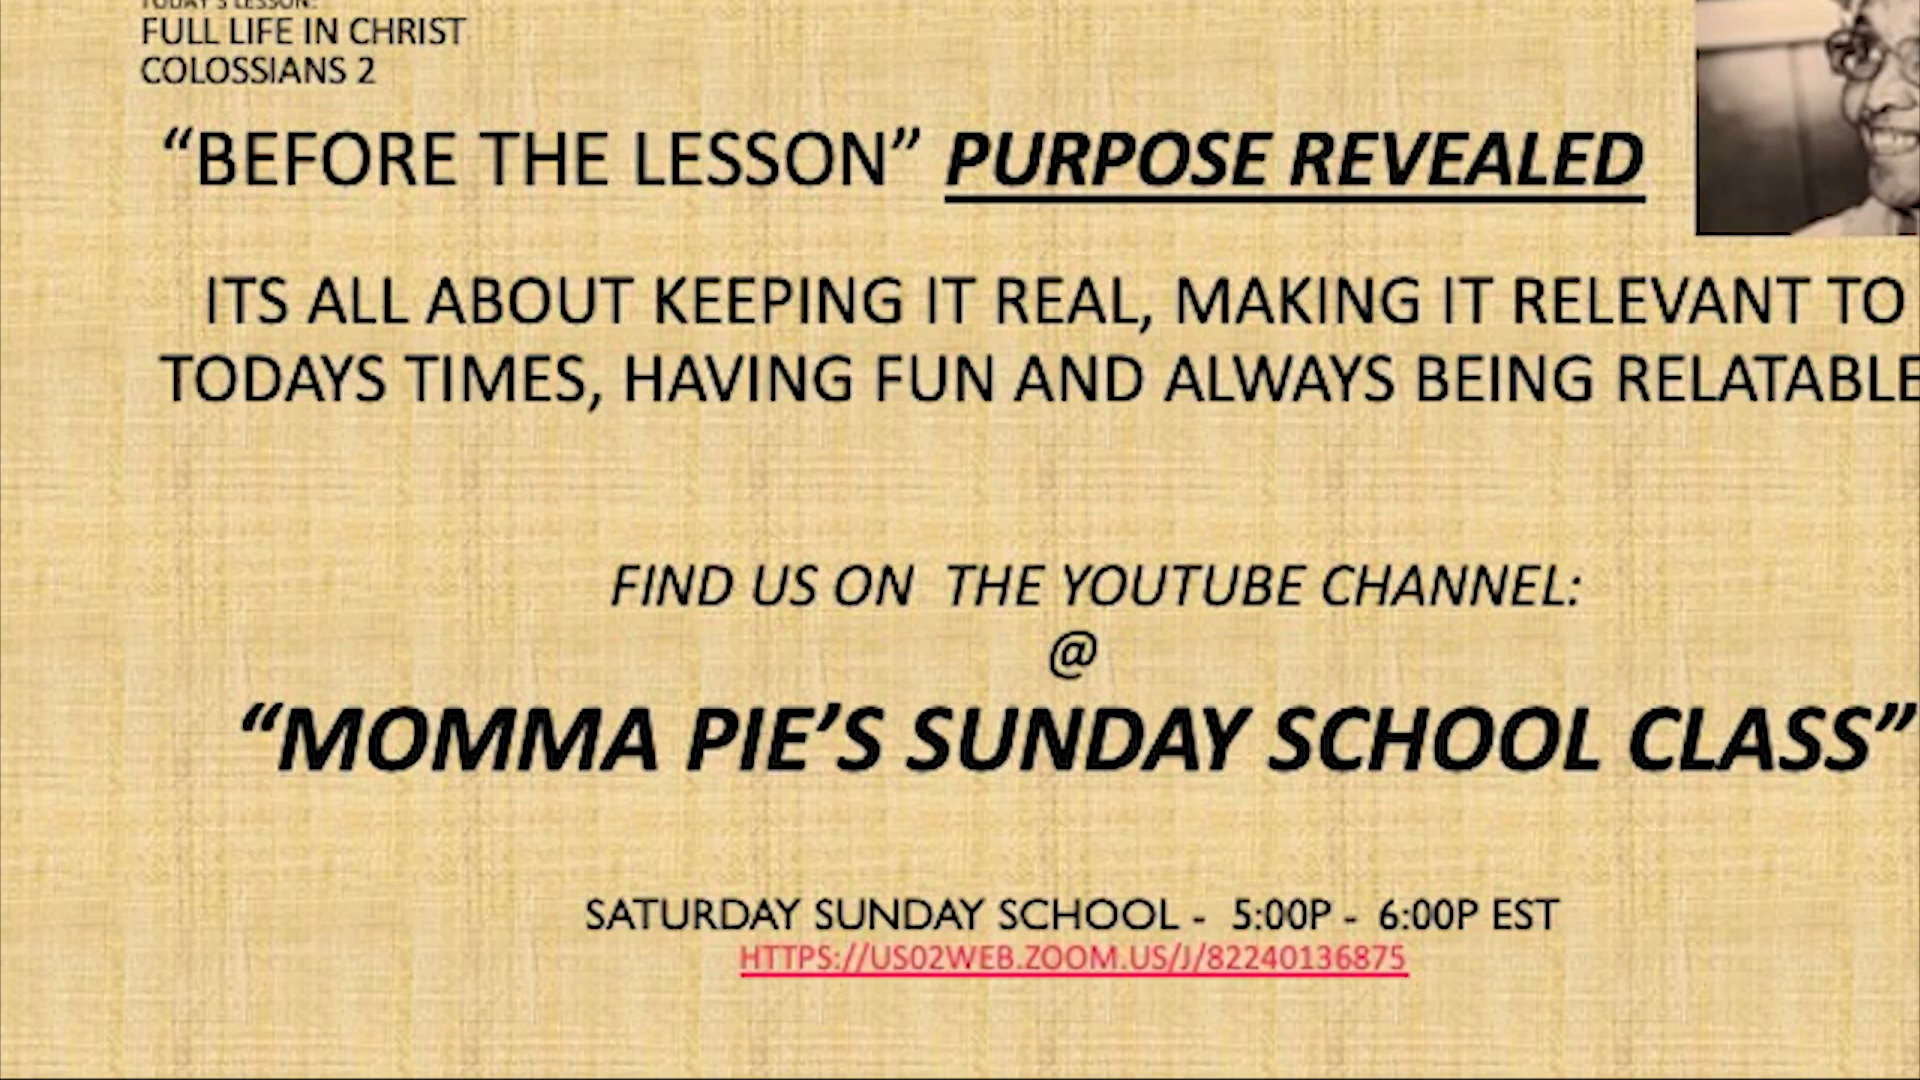 TODAY'S LESSON:
FULL LIFE IN CHRIST
COLOSSIANS 2
“BEFORE THE LESSON” PURPOSE REVEALED
ITS ALL ABOUT KEEPING IT REAL, MAKING IT RELEVANT TO
TODAYS TIMES, HAVING FUN AND ALWAYS BEING RELATABLE
FIND US ON THE YOUTUBE CHANNEL:
@
“MOMMA PIE’S SUNDAY SCHOOL CLASS”
SATURDAY SUNDAY SCHOOL - 5:00P - 6:00P EST
HTTPS://US02WEB.ZOOM.US/J/82240136875